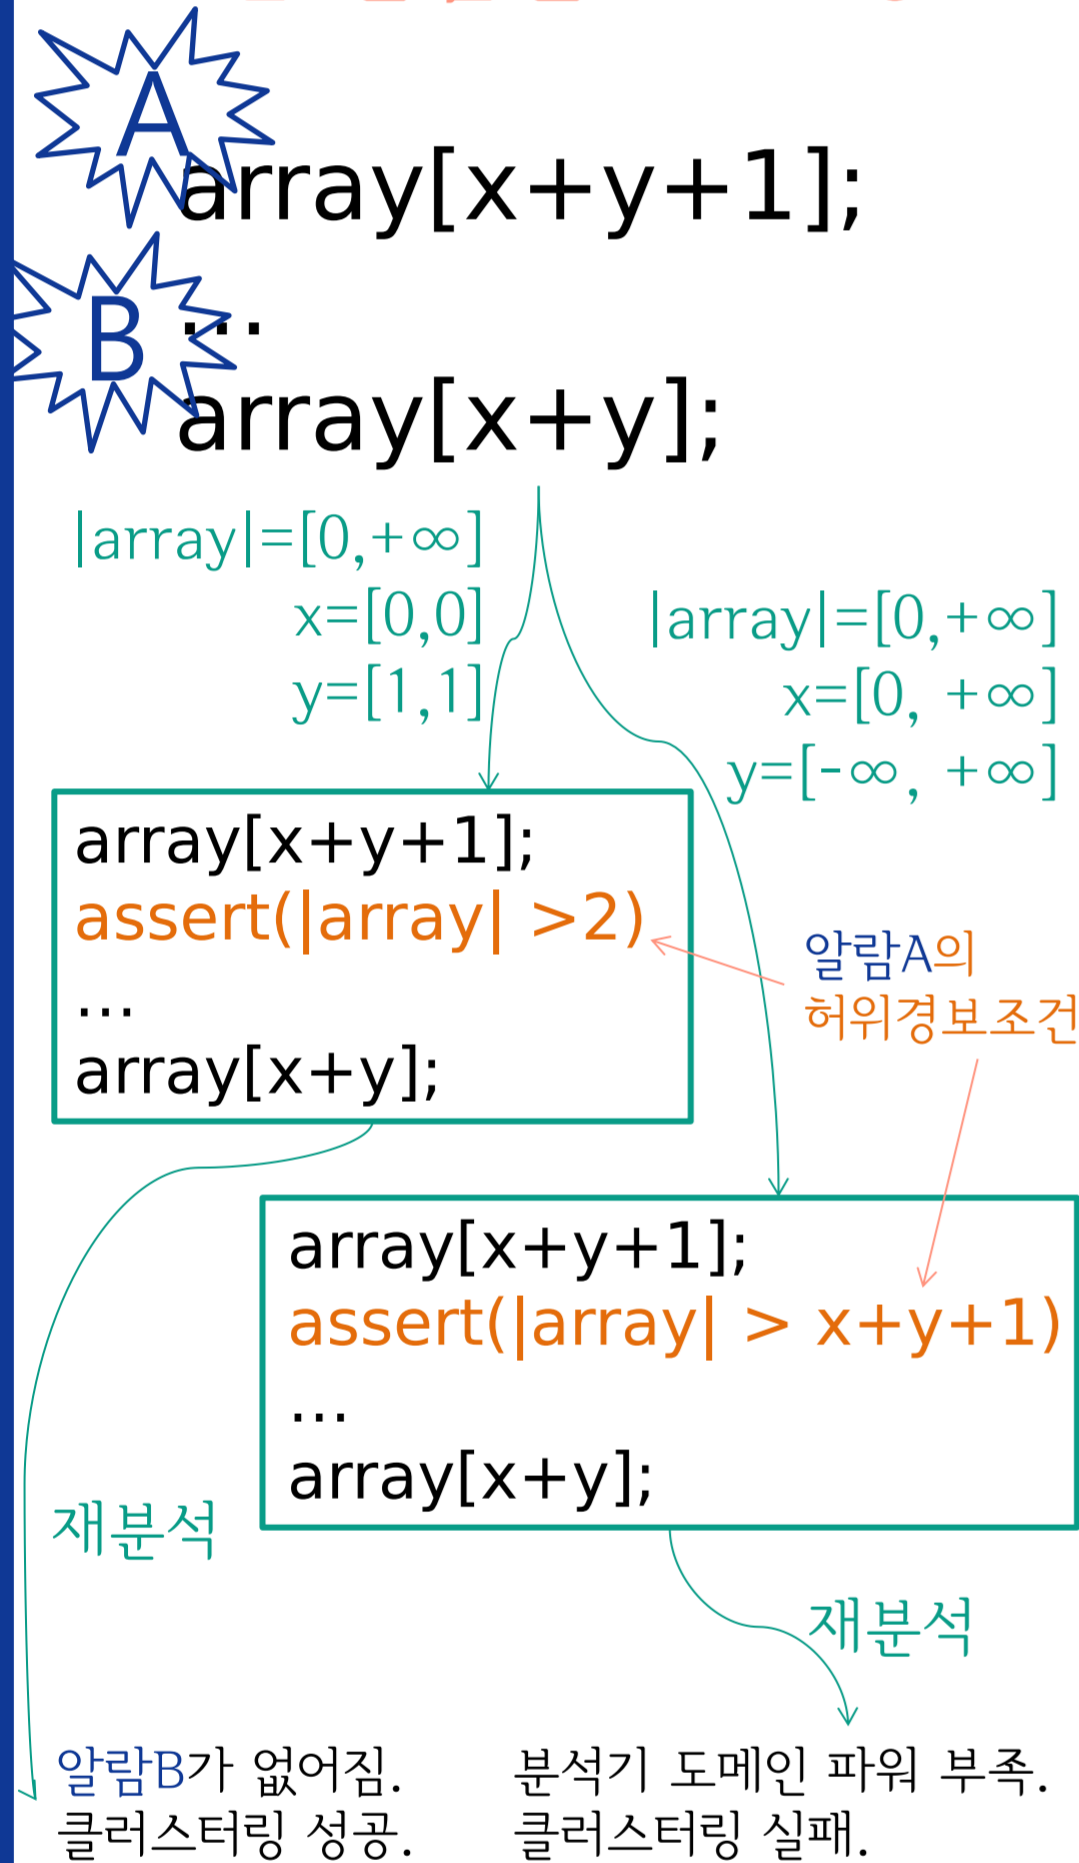 A
array[x+y+1];
B
...
array[x+y];
|array|=[0,+∞]
x=[0,0]
y=[1,1]
|array|=[0,+∞]
x=[0, +∞]
y=[-∞, +∞]
array[x+y+1];
assert(|array| >2)
...
array[x+y];
알람A의
허위경보조건
array[x+y+1];
assert(|array| > x+y+1)
...
array[x+y];
재분석
재분석
알람B가 없어짐.
클러스터링 성공.
분석기 도메인 파워 부족.
클러스터링 실패.